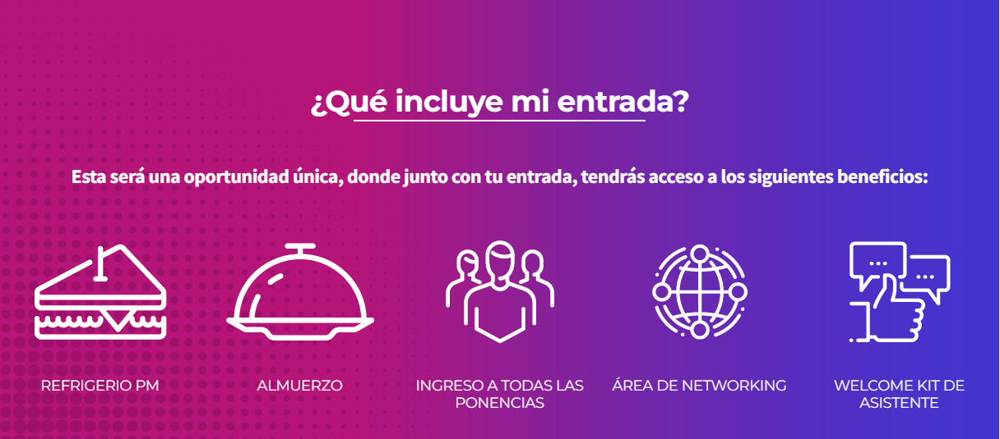 ¿Qué incluye mi entrada?
Esta será una oportunidad única, donde junto con tu entrada, tendrás acceso a los siguientes beneficios:
REFRIGERIO PM
ALMUERZO
INGRESO A TODAS LAS
PONENCIAS
ÁREA DE NETWORKING
WELCOME KIT DE
ASISTENTE